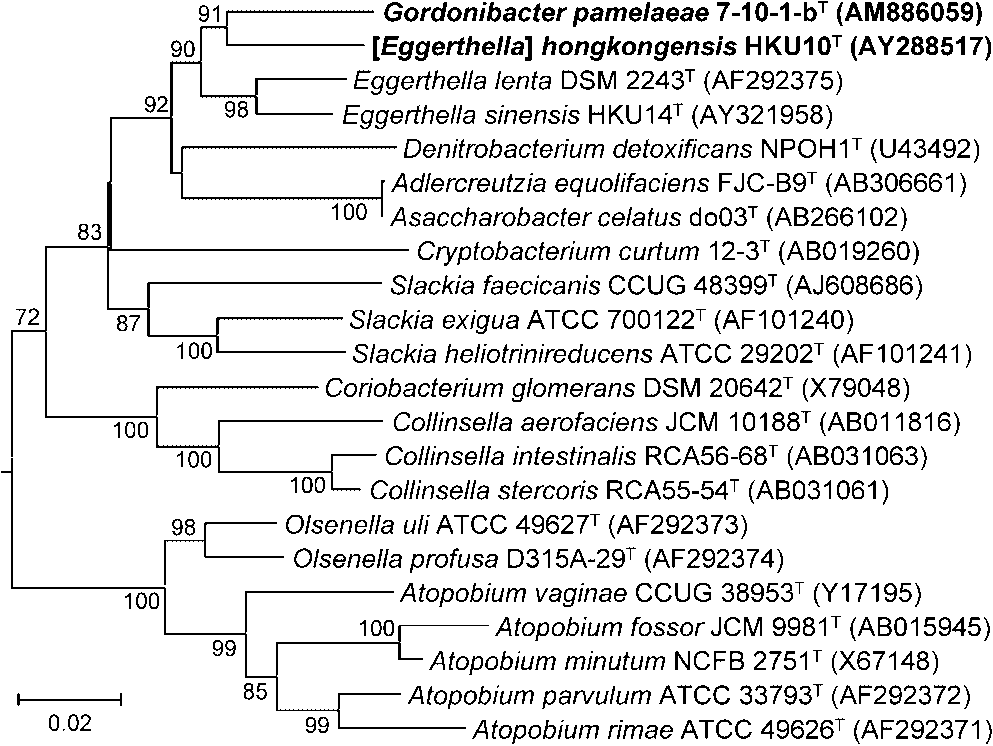 91 Gordonibacter pamelaeae 7-10-1-bᵀ (AM886059)
90 [Eggerthella] hongkongensis HKU10ᵀ (AY288517)
Eggerthella lenta DSM 2243ᵀ (AF292375)
92 98 Eggerthella sinensis HKU14ᵀ (AY321958)
Denitrobacterium detoxificans NPOH1ᵀ (U43492)
Adlercreutzia equolifaciens FJC-B9ᵀ (AB306661)
100 Asaccharobacter celatus do03ᵀ (AB266102)
83 Cryptobacterium curtum 12-3ᵀ (AB019260)
Slackia faecicanis CCUG 48399ᵀ (AJ608686)
72 87 Slackia exigua ATCC 700122ᵀ (AF101240)
100 Slackia heliotrinireducens ATCC 29202ᵀ (AF101241)
Coriobacterium glomerans DSM 20642ᵀ (X79048)
100 Collinsella aerofaciens JCM 10188ᵀ (AB011816)
100 Collinsella intestinalis RCA56-68ᵀ (AB031063)
100 Collinsella stercoris RCA55-54ᵀ (AB031061)
98 Olsenella uli ATCC 49627ᵀ (AF292373)
Olsenella profusa D315A-29ᵀ (AF292374)
100 Atopobium vaginae CCUG 38953ᵀ (Y17195)
100 Atopobium fossor JCM 9981ᵀ (AB015945)
99 Atopobium minutum NCFB 2751ᵀ (X67148)
85 Atopobium parvulum ATCC 33793ᵀ (AF292372)
99 Atopobium rimae ATCC 49626ᵀ (AF292371)
0.02